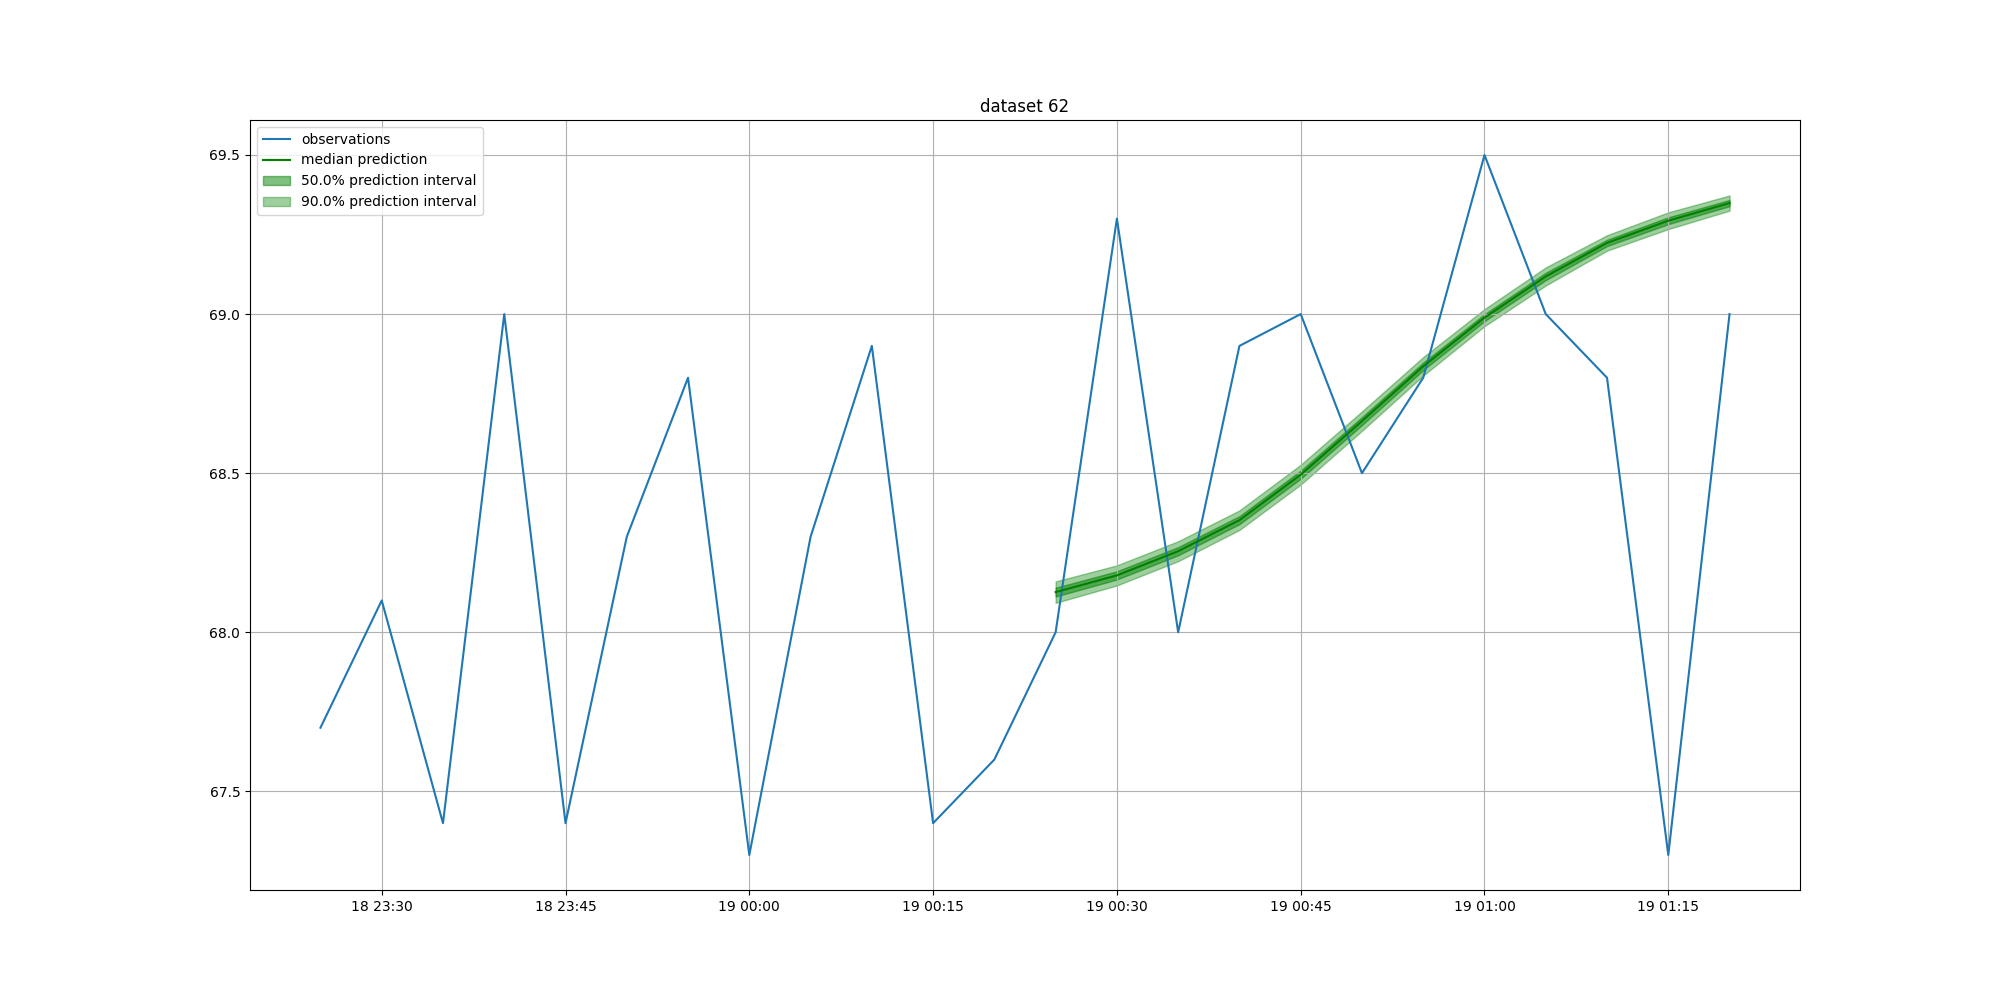 dataset 62
observations
median prediction
50.0% prediction interval
90.0% prediction interval
69.5
69.0
68.5
68.0
67.5
18 23:30 18 23:45 19 00:00 19 00:15 19 00:30 19 00:45 19 01:00 19 01:15